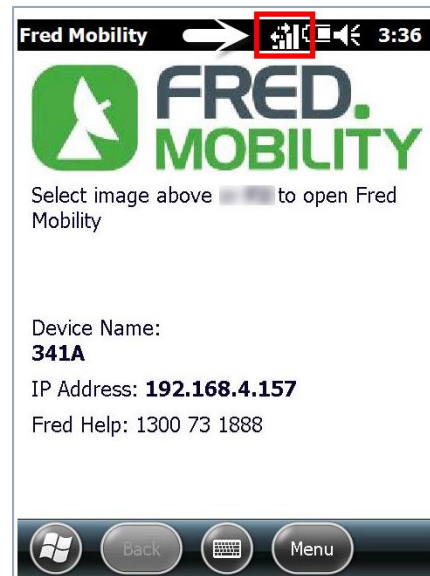 Fred Mobility 3:36
FRED.
MOBILITY
Select image above to open Fred
Mobility
Device Name:
341A
IP Address: 192.168.4.157
Fred Help: 1300 73 1888
Back Menu